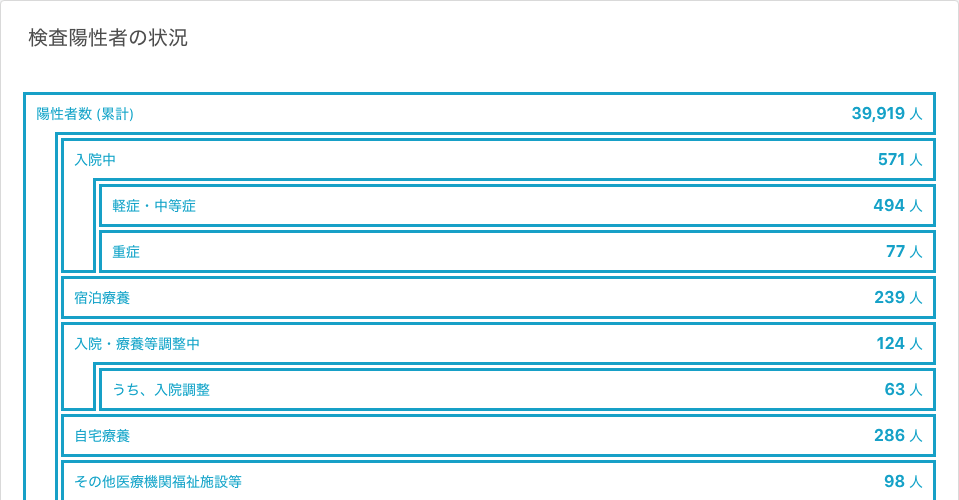 検査陽性者の状況
陽性者数 (累計) 39,919 人
入院中 571 人
軽症・中等症 494 人
重症 77 人
宿泊療養 239 人
入院・療養等調整中 124 人
うち、入院調整 63 人
自宅療養 286 人
その他医療機関福祉施設等 98 人